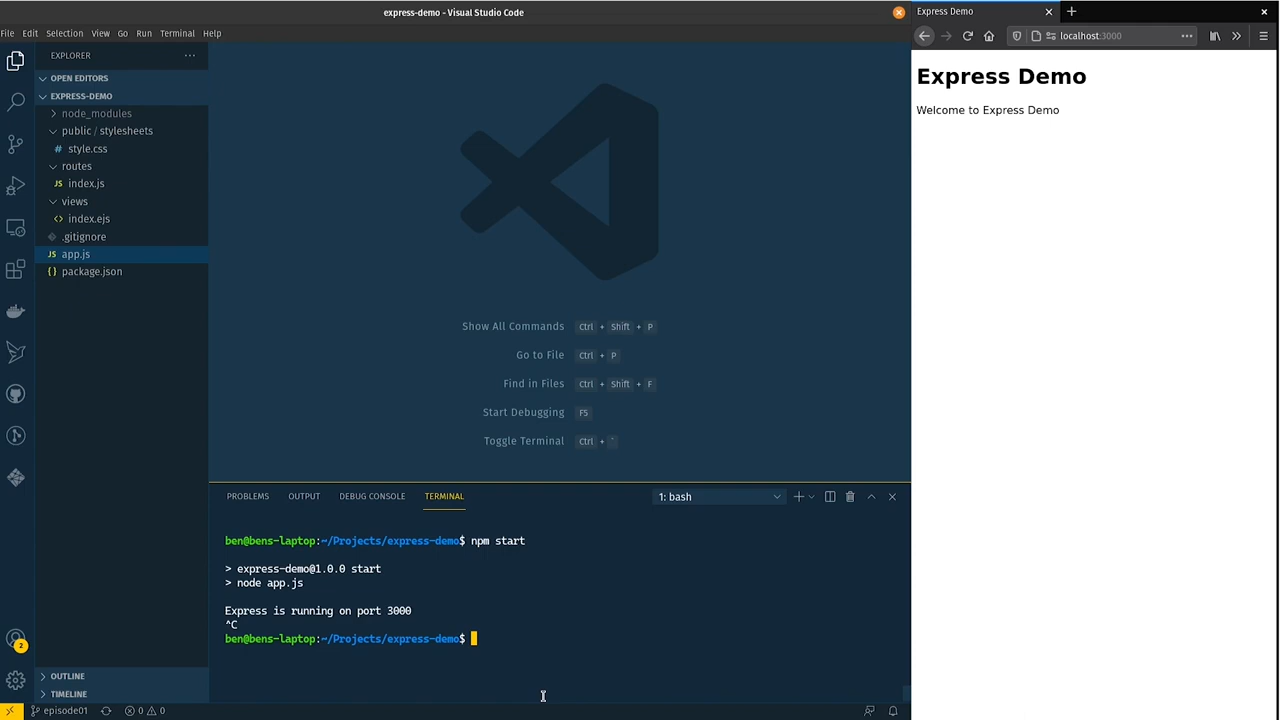 express-demo - Visual Studio Code
File Edit Selection View Go Run Terminal Help
EXPLORER
OPEN EDITORS
EXPRESS-DEMO
node_modules
public / stylesheets
style.css
routes
JS index.js
views
<> index.ejs
.gitignore
JS app.js
{} package.json
OUTLINE
TIMELINE
2
episode01 0 0
Show All Commands Ctrl + Shift + P
Go to File Ctrl + P
Find in Files Ctrl + Shift + F
Start Debugging F5
Toggle Terminal Ctrl + `
PROBLEMS OUTPUT DEBUG CONSOLE TERMINAL 1: bash
ben@bens-laptop:~/Projects/express-demo$ npm start
> express-demo@1.0.0 start
> node app.js
Express is running on port 3000
^C
ben@bens-laptop:~/Projects/express-demo$
Express Demo
localhost:3000
Express Demo
Welcome to Express Demo